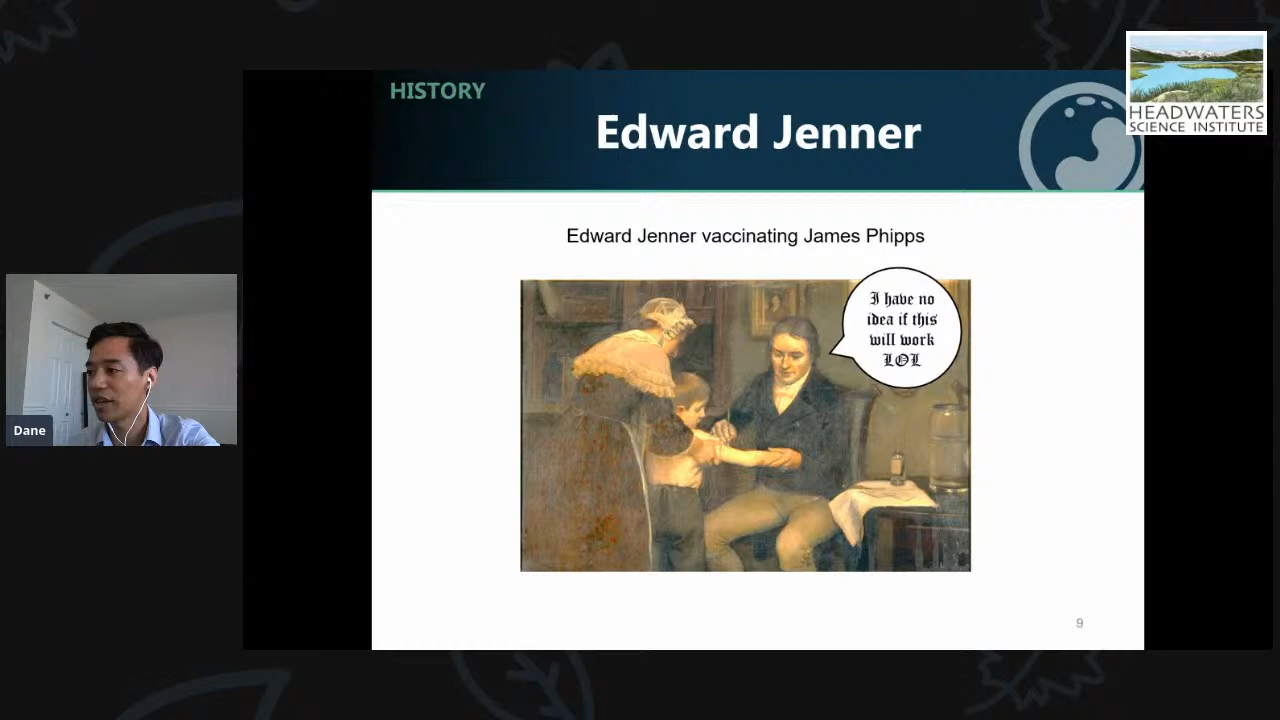 HISTORY
Edward Jenner
HEADWATERS
SCIENCE INSTITUTE
Edward Jenner vaccinating James Phipps
I have no
idea if this
will work
LOL
Dane
9